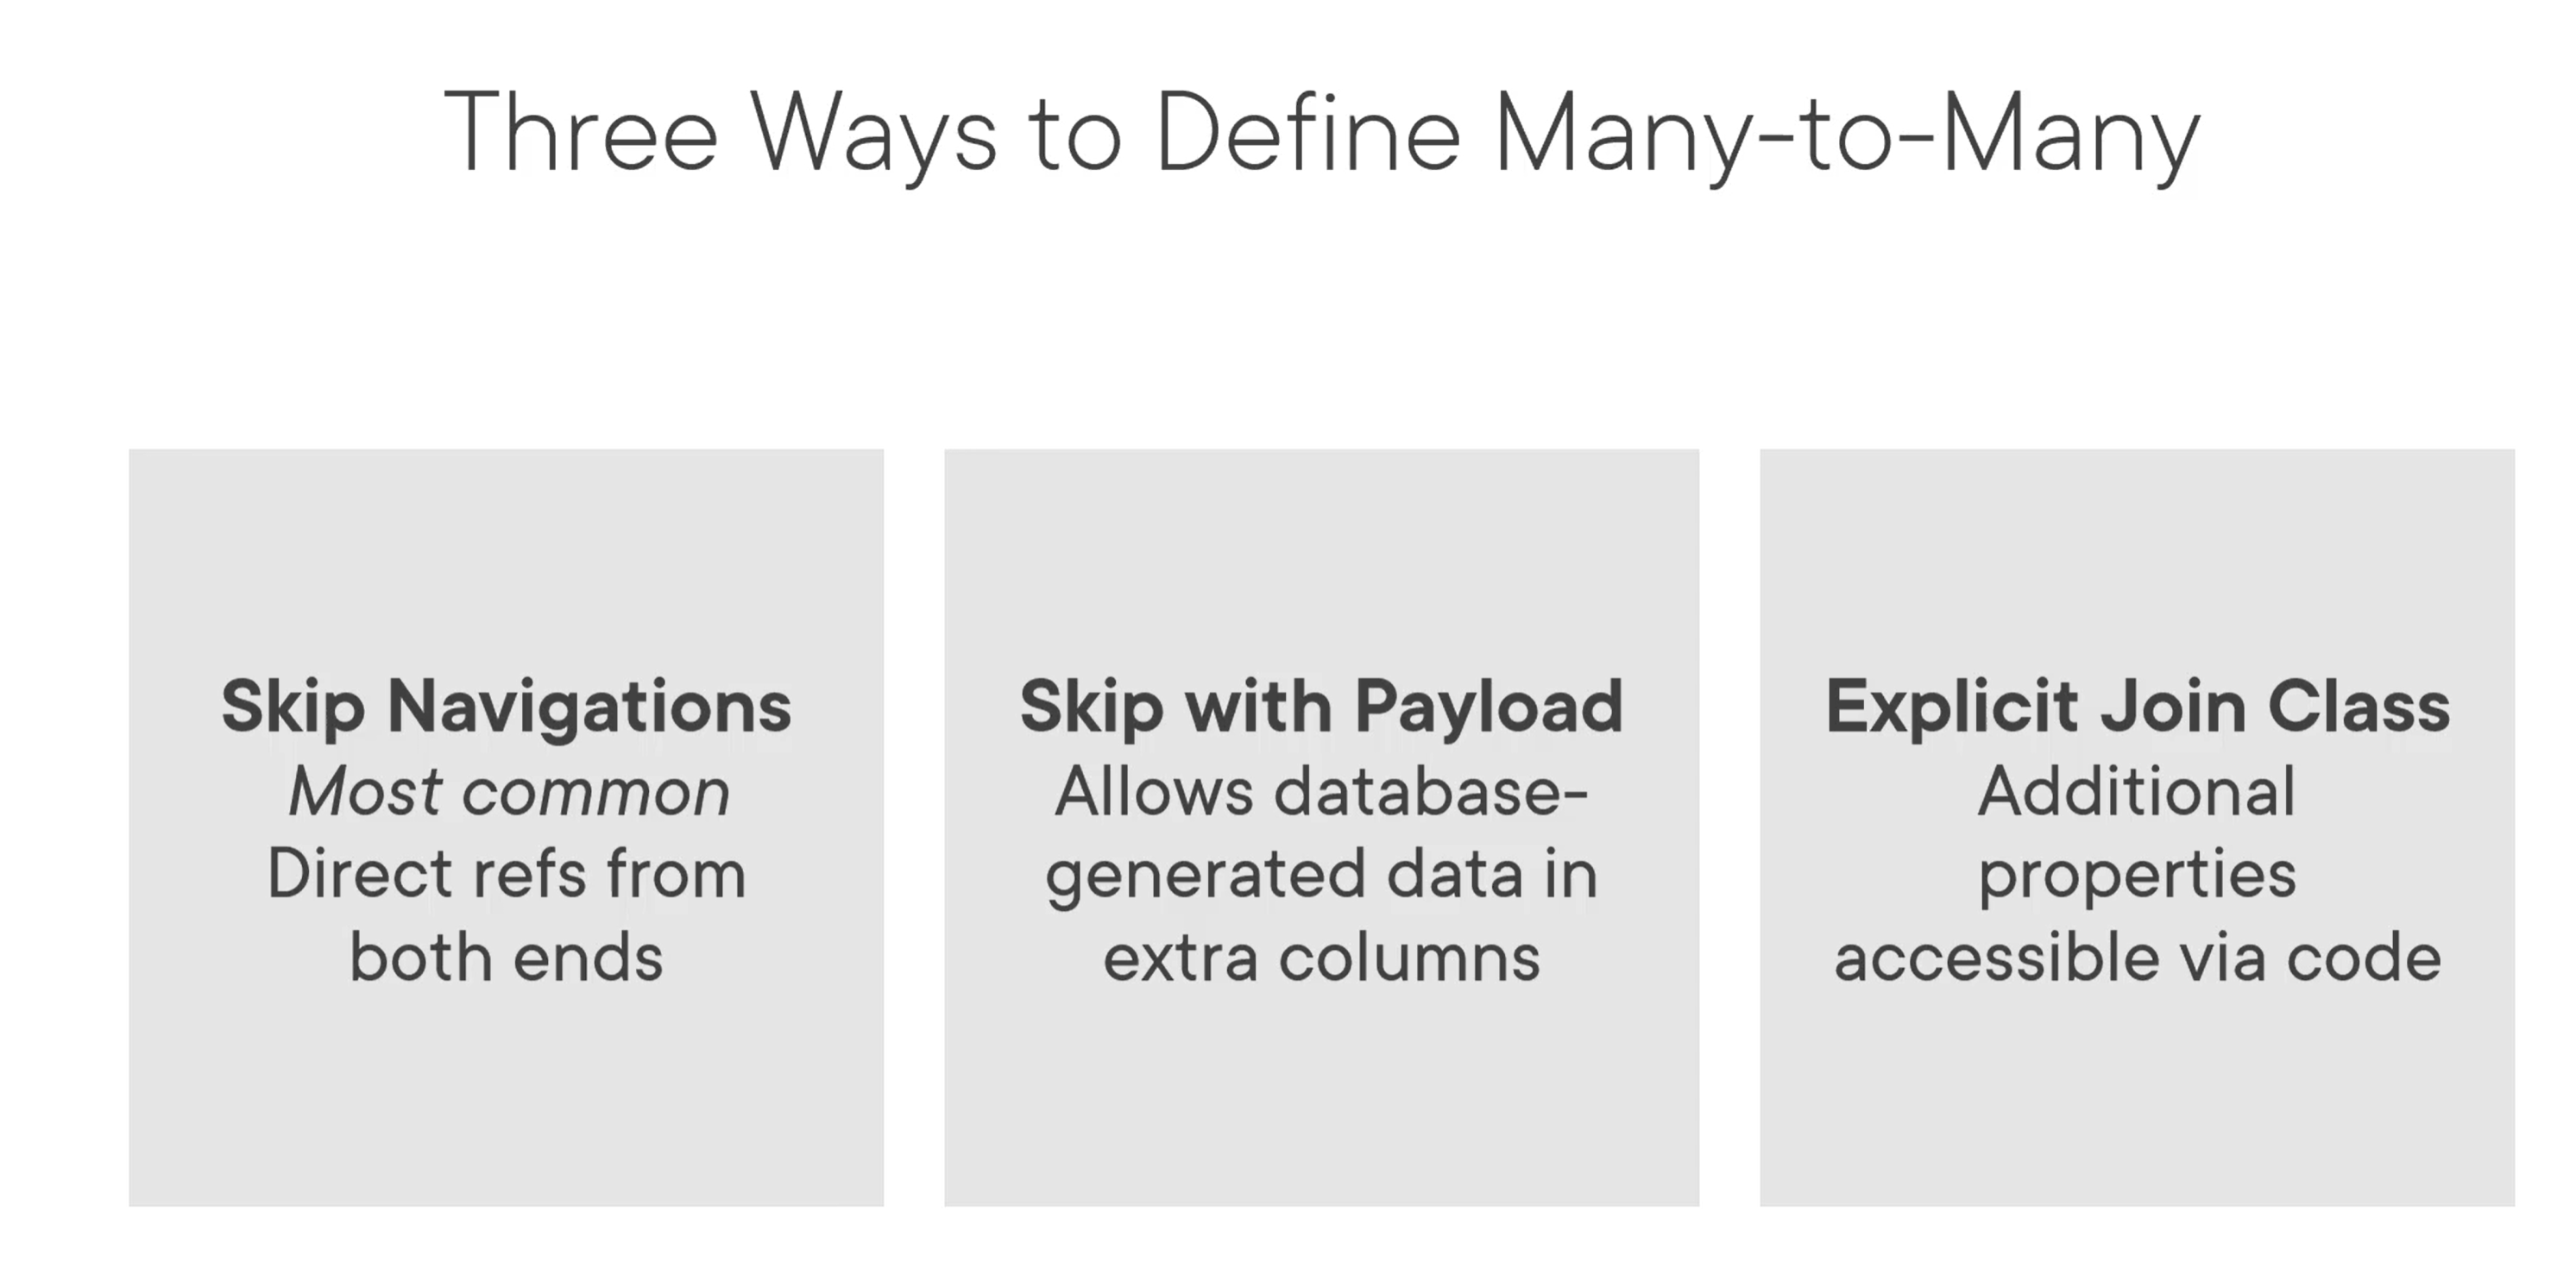 Three Ways to Define Many-to-Many
Skip Navigations
Most common
Direct refs from
both ends
Skip with Payload
Allows database-
generated data in
extra columns
Explicit Join Class
Additional
properties
accessible via code